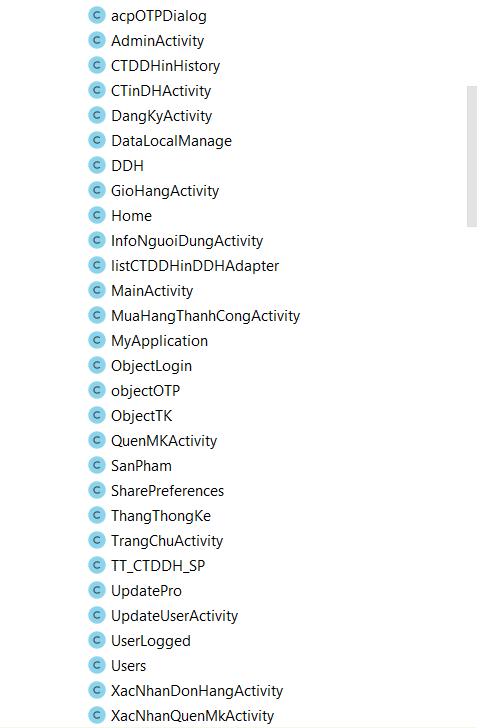 C acpOTPDialog
C AdminActivity
C CTDDHinHistory
C CTinDHActivity
C DangKyActivity
C DataLocalManage
C DDH
C GioHangActivity
C Home
C InfoNguoiDungActivity
C listCTDDHinDDHAdapter
C MainActivity
C MuaHangThanhCongActivity
C MyApplication
C ObjectLogin
C objectOTP
C ObjectTK
C QuenMKActivity
C SanPham
C SharePreferences
C ThangThongKe
C TrangChuActivity
C TT_CTDDH_SP
C UpdatePro
C UpdateUserActivity
C UserLogged
C Users
C XacNhanDonHangActivity
C XacNhanQuenMkActivity